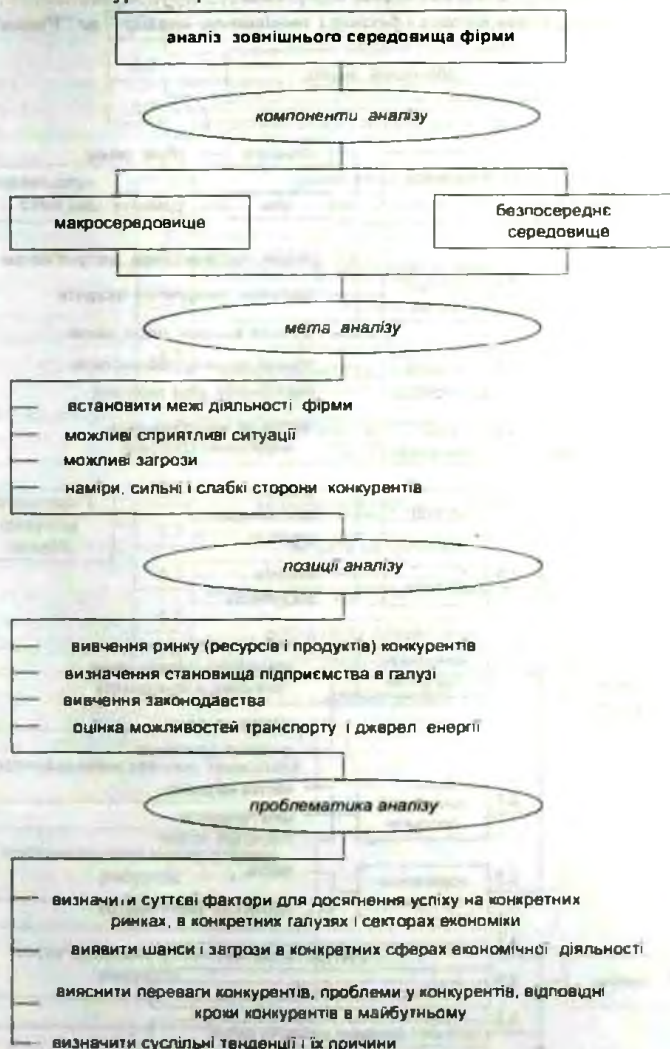 аналіз зовнішнього середовища фірми
компоненти аналізу
макросередовище
безпосереднє
середовище
мета аналізу
встановити межі діяльності фірми
можливі сприятливі ситуації
можливі загрози
наміри, сильні і слабкі сторони конкурентів
позиції аналізу
вивчення ринку (ресурсів і продуктів) конкурентів
визначення становища підприємства в галузі
вивчення законодавства
оцінка можливостей транспорту і джерел енергії
проблематика аналізу
визначити суттєві фактори для досягнення успіху на конкретних
ринках, в конкретних галузях і секторах економіки
виявити шанси і загрози в конкретних сферах економічної діяльності
вияснити переваги конкурентів, проблеми у конкурентів, відповідні
кроки конкурентів в майбутньому
визначити суспільні тенденції і їх причини